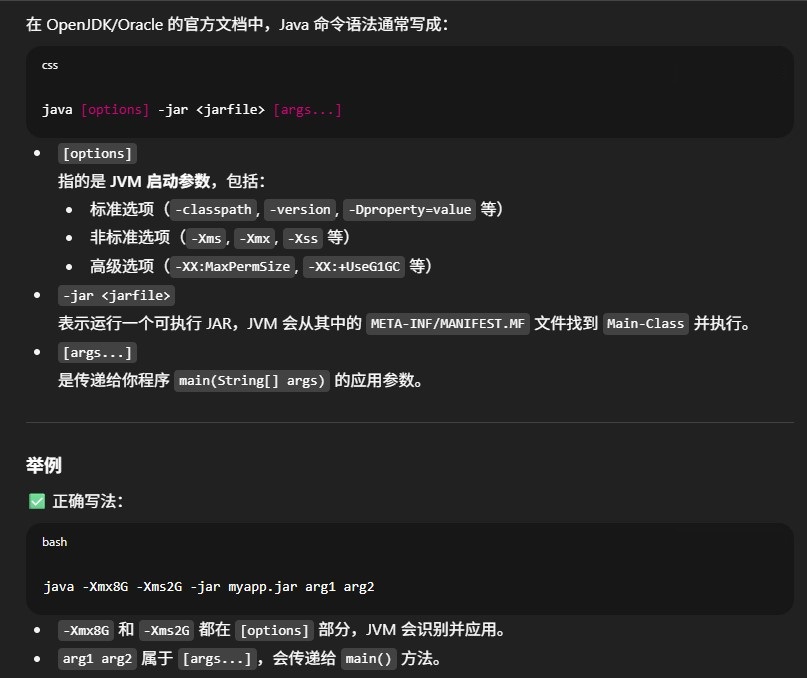 在 OpenJDK/Oracle 的官方文档中，Java 命令语法通常写成：
css
java [options] -jar <jarfile> [args...]
[options]
指的是 JVM 启动参数，包括：
标准选项（-classpath, -version, -Dproperty=value 等）
非标准选项（-Xms, -Xmx, -Xss 等）
高级选项（-XX:MaxPermSize, -XX:+UseG1GC 等）
-jar <jarfile>
表示运行一个可执行 JAR，JVM 会从其中的 META-INF/MANIFEST.MF 文件找到 Main-Class 并执行。
[args...]
是传递给你程序 main(String[] args) 的应用参数。
举例
✅ 正确写法：
bash
java -Xmx8G -Xms2G -jar myapp.jar arg1 arg2
-Xmx8G 和 -Xms2G 都在 [options] 部分，JVM 会识别并应用。
arg1 arg2 属于 [args...]，会传递给 main() 方法。